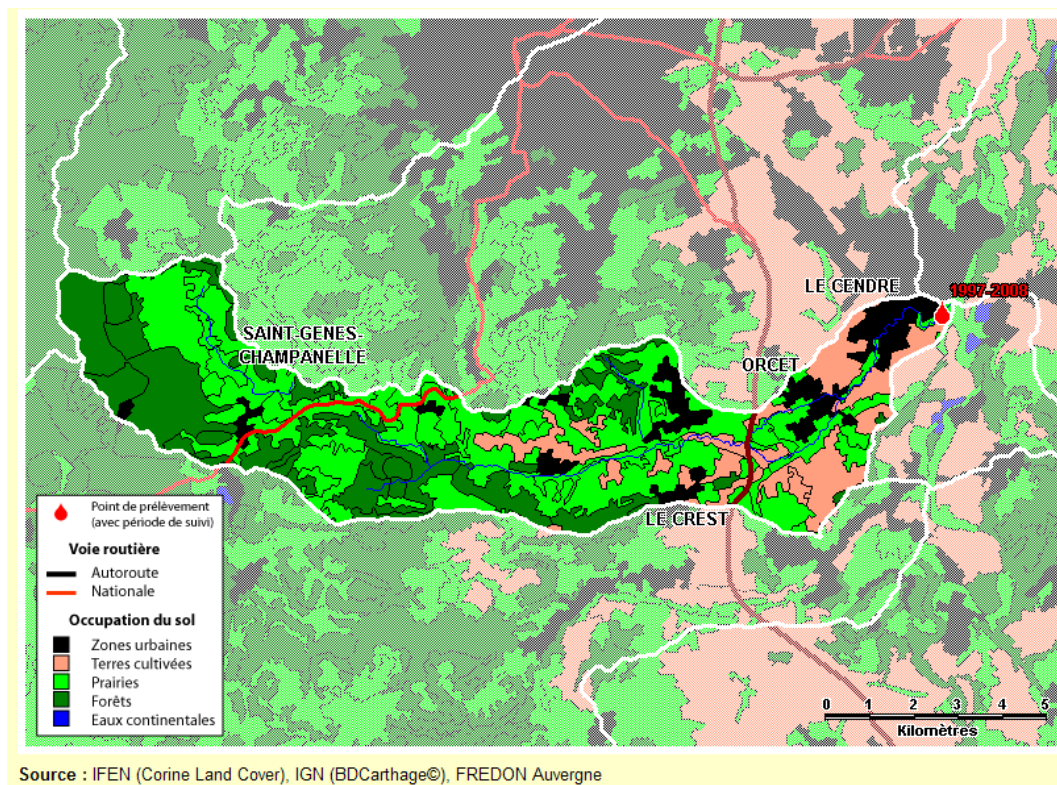 LE CENDRE
1997-2008
SAINT-GENES-
CHAMPANELLE
ORCET
LE CREST
Point de prélèvement
(avec période de suivi)
Voie routière
Autoroute
Nationale
Occupation du sol
Zones urbaines
Terres cultivées
Prairies
Forêts
Eaux continentales
0 1 2 3 4 5
Kilomètres
Source : IFEN (Corine Land Cover), IGN (BDCarthage©), FREDON Auvergne